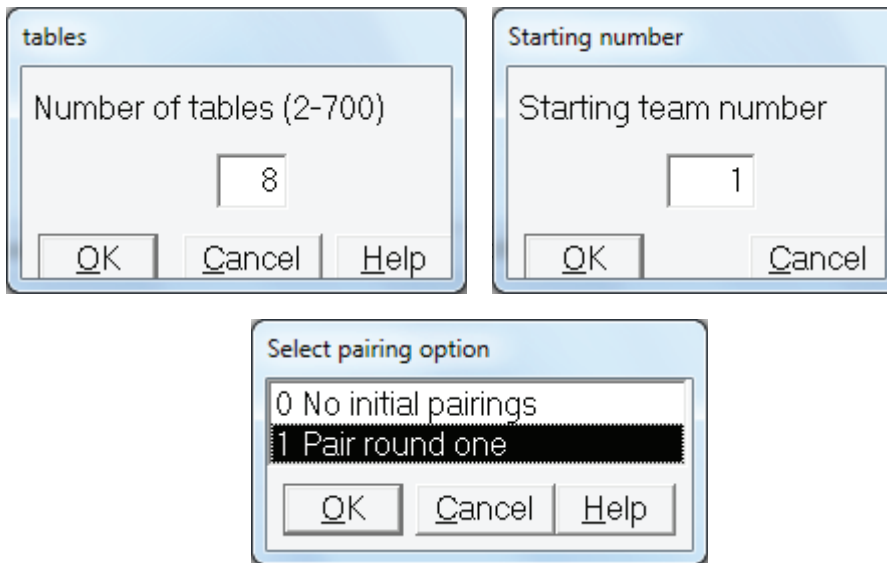 tables
Number of tables (2-700)
8
OK Cancel Help
Starting number
Starting team number
1
OK Cancel
Select pairing option
0 No initial pairings
1 Pair round one
OK Cancel Help